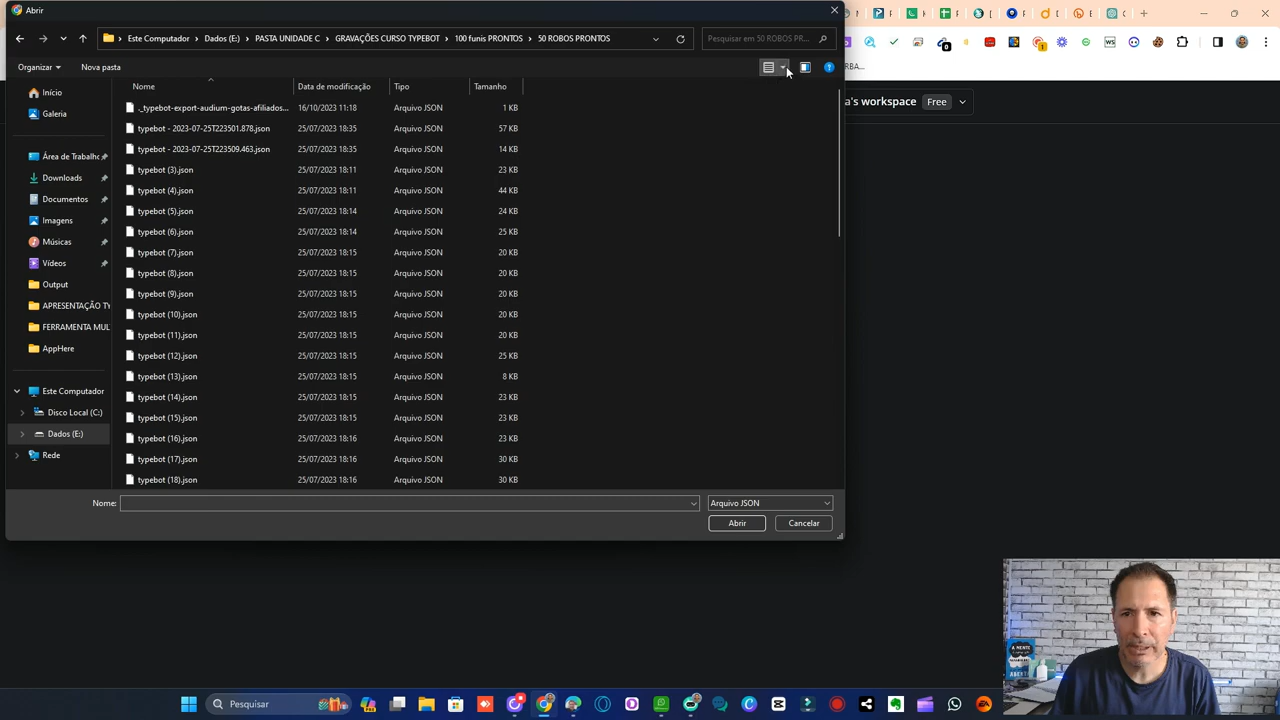 Abrir
Este Computador > Dados (E:) > PASTA UNIDADE C > GRAVAÇÕES CURSO TYPEBOT > 100 funis PRONTOS > 50 ROBOS PRONTOS
Pesquisar em 50 ROBOS PR...
Organizar
Nova pasta
a's workspace
Free
Nome
Data de modificação
Tipo
Tamanho
._typebot-export-audium-gotas-afiliados... 16/10/2023 11:18 Arquivo JSON 1 KB
typebot - 2023-07-25T223501.878.json 25/07/2023 18:35 Arquivo JSON 57 KB
typebot - 2023-07-25T223509.463.json 25/07/2023 18:35 Arquivo JSON 14 KB
typebot (3).json 25/07/2023 18:11 Arquivo JSON 23 KB
typebot (4).json 25/07/2023 18:11 Arquivo JSON 44 KB
typebot (5).json 25/07/2023 18:14 Arquivo JSON 24 KB
typebot (6).json 25/07/2023 18:14 Arquivo JSON 25 KB
typebot (7).json 25/07/2023 18:15 Arquivo JSON 20 KB
typebot (8).json 25/07/2023 18:15 Arquivo JSON 20 KB
typebot (9).json 25/07/2023 18:15 Arquivo JSON 20 KB
typebot (10).json 25/07/2023 18:15 Arquivo JSON 20 KB
typebot (11).json 25/07/2023 18:15 Arquivo JSON 20 KB
typebot (12).json 25/07/2023 18:15 Arquivo JSON 25 KB
typebot (13).json 25/07/2023 18:15 Arquivo JSON 8 KB
typebot (14).json 25/07/2023 18:15 Arquivo JSON 23 KB
typebot (15).json 25/07/2023 18:15 Arquivo JSON 23 KB
typebot (16).json 25/07/2023 18:16 Arquivo JSON 23 KB
typebot (17).json 25/07/2023 18:16 Arquivo JSON 30 KB
typebot (18).json 25/07/2023 18:16 Arquivo JSON 30 KB
Início
Galeria
Área de Trabalho
Downloads
Documentos
Imagens
Músicas
Vídeos
Output
APRESENTAÇÃO TY
FERRAMENTA MUL
AppHere
Este Computador
Disco Local (C:)
Dados (E:)
Rede
Nome:
Arquivo JSON
Abrir
Cancelar
A MENTE
Pesquisar